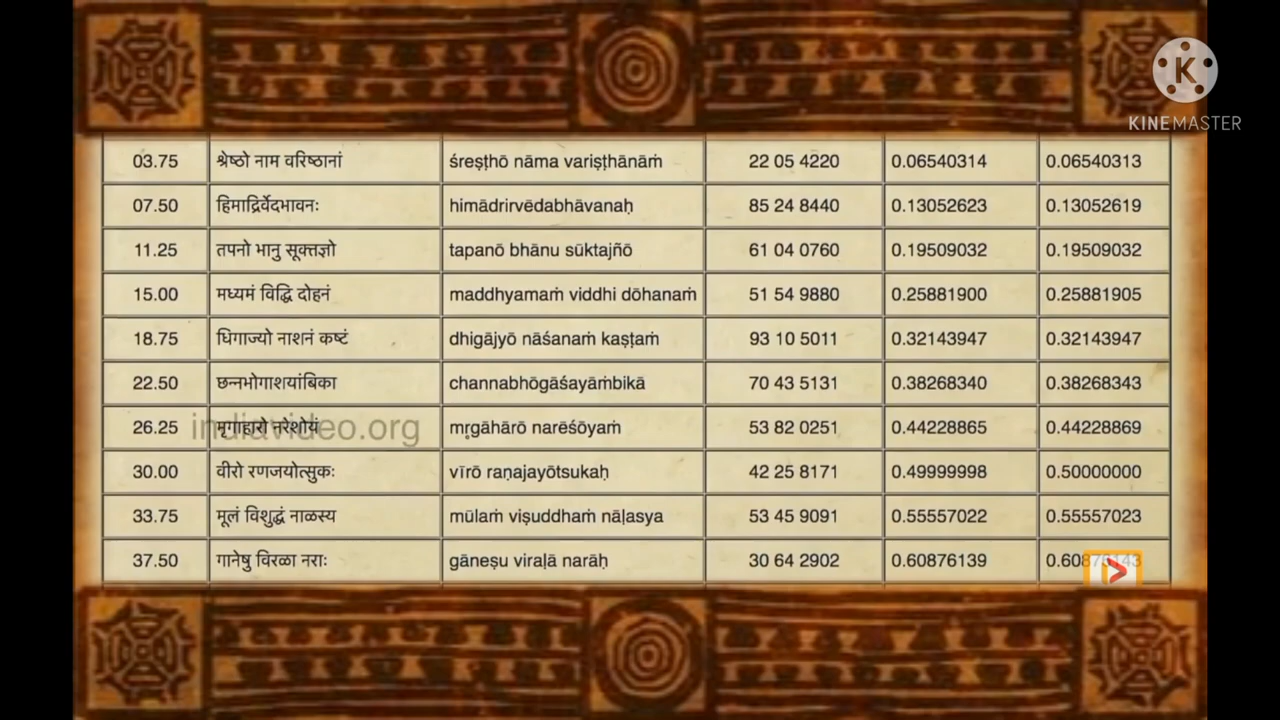 K
KINEMASTER
03.75 श्रेष्ठो नाम वरिष्ठानां śreṣṭhō nāma variṣṭhānāṁ 22 05 4220 0.06540314 0.06540313
07.50 हिमाद्रिर्वेदभावनः himādrirvēdabhāvanaḥ 85 24 8440 0.13052623 0.13052619
11.25 तपनो भानु सूक्तज्ञो tapanō bhānu sūktajñō 61 04 0760 0.19509032 0.19509032
15.00 मध्यमं विद्धि दोहनं maddhyamaṁ viddhi dōhanaṁ 51 54 9880 0.25881900 0.25881905
18.75 धिगाज्यो नाशनं कष्टं dhigājyō nāśanaṁ kaṣṭaṁ 93 10 5011 0.32143947 0.32143947
22.50 छन्नभोगाशयांबिका channabhōgāśayāṁbikā 70 43 5131 0.38268340 0.38268343
26.25 मृगाहारो नरेशोयं mṛgāhārō narēśōyaṁ 53 82 0251 0.44228865 0.44228869
indiavideo.org
30.00 वीरो रणजयोत्सुकः vīrō raṇajayōtsukaḥ 42 25 8171 0.49999998 0.50000000
33.75 मूलं विशुद्धं नाळस्य mūlaṁ viṣuddhaṁ nāḷasya 53 45 9091 0.55557022 0.55557023
37.50 गानेषु विरळा नराः gāneṣu viraḷā narāḥ 30 64 2902 0.60876139 0.60876143